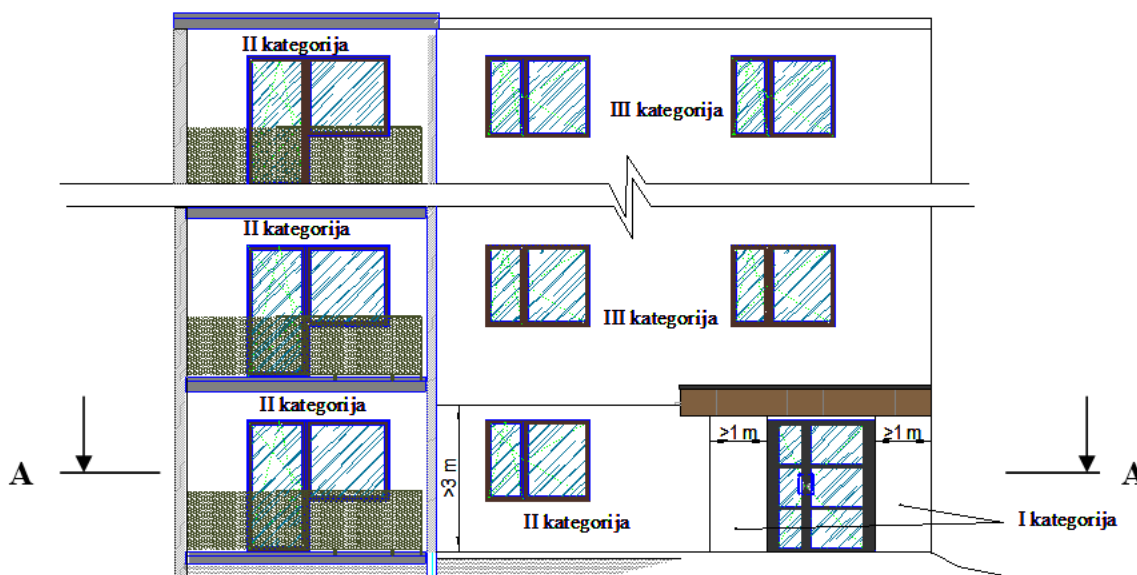 II kategorija
III kategorija
II kategorija
III kategorija
II kategorija
≥1 m
≥1 m
A
>3 m
A
II kategorija
I kategorija